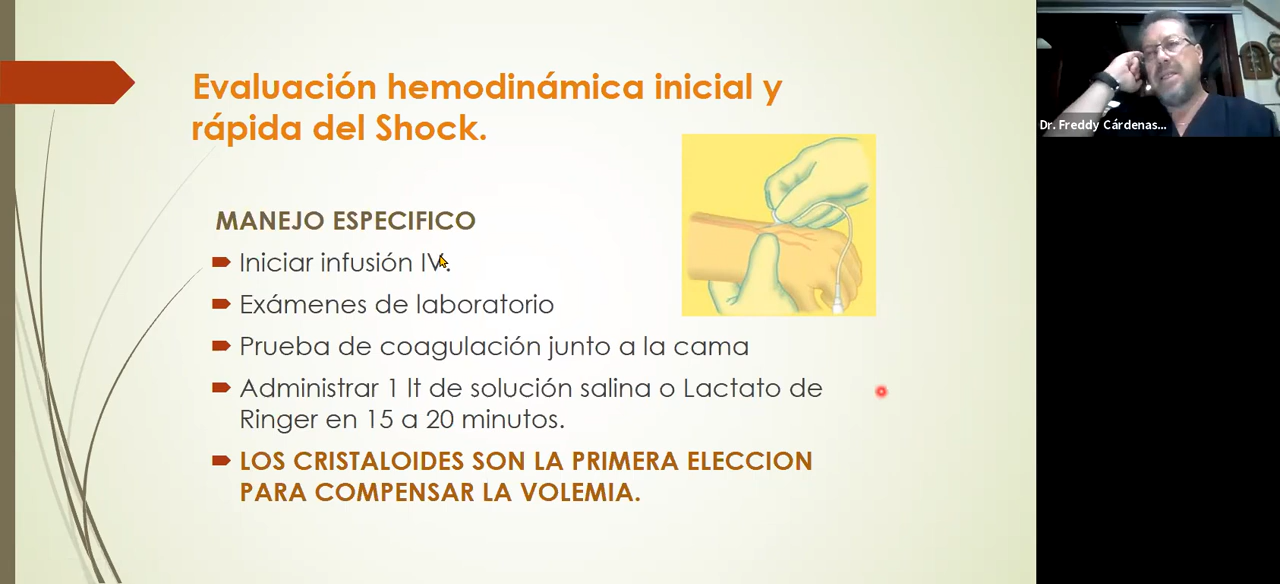 Evaluación hemodinámica inicial y
rápida del Shock.
MANEJO ESPECIFICO
Iniciar infusión IV.
Exámenes de laboratorio
Prueba de coagulación junto a la cama
Administrar 1 lt de solución salina o Lactato de
Ringer en 15 a 20 minutos.
LOS CRISTALOIDES SON LA PRIMERA ELECCION
PARA COMPENSAR LA VOLEMIA.
Dr. Freddy Cárdenas...